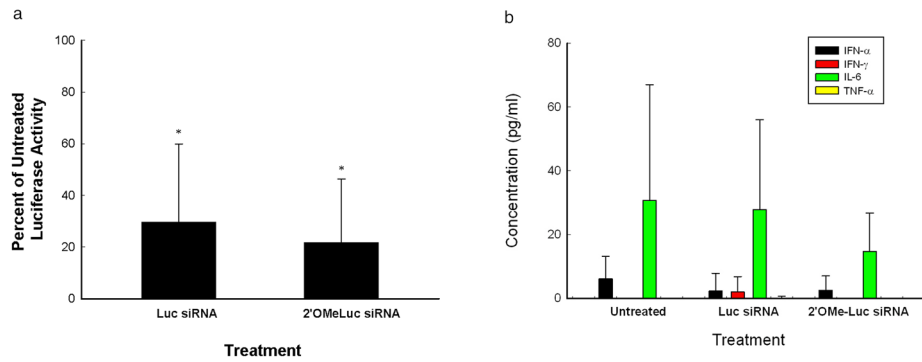 a
Percent of Untreated
Luciferase Activity
100
80
60
40
20
0
*
*
Luc siRNA
2'OMeLuc siRNA
Treatment
b
Concentration (pg/ml)
80
60
40
20
0
IFN-α
IFN-γ
IL-6
TNF-α
Untreated
Luc siRNA
2'OMe-Luc siRNA
Treatment